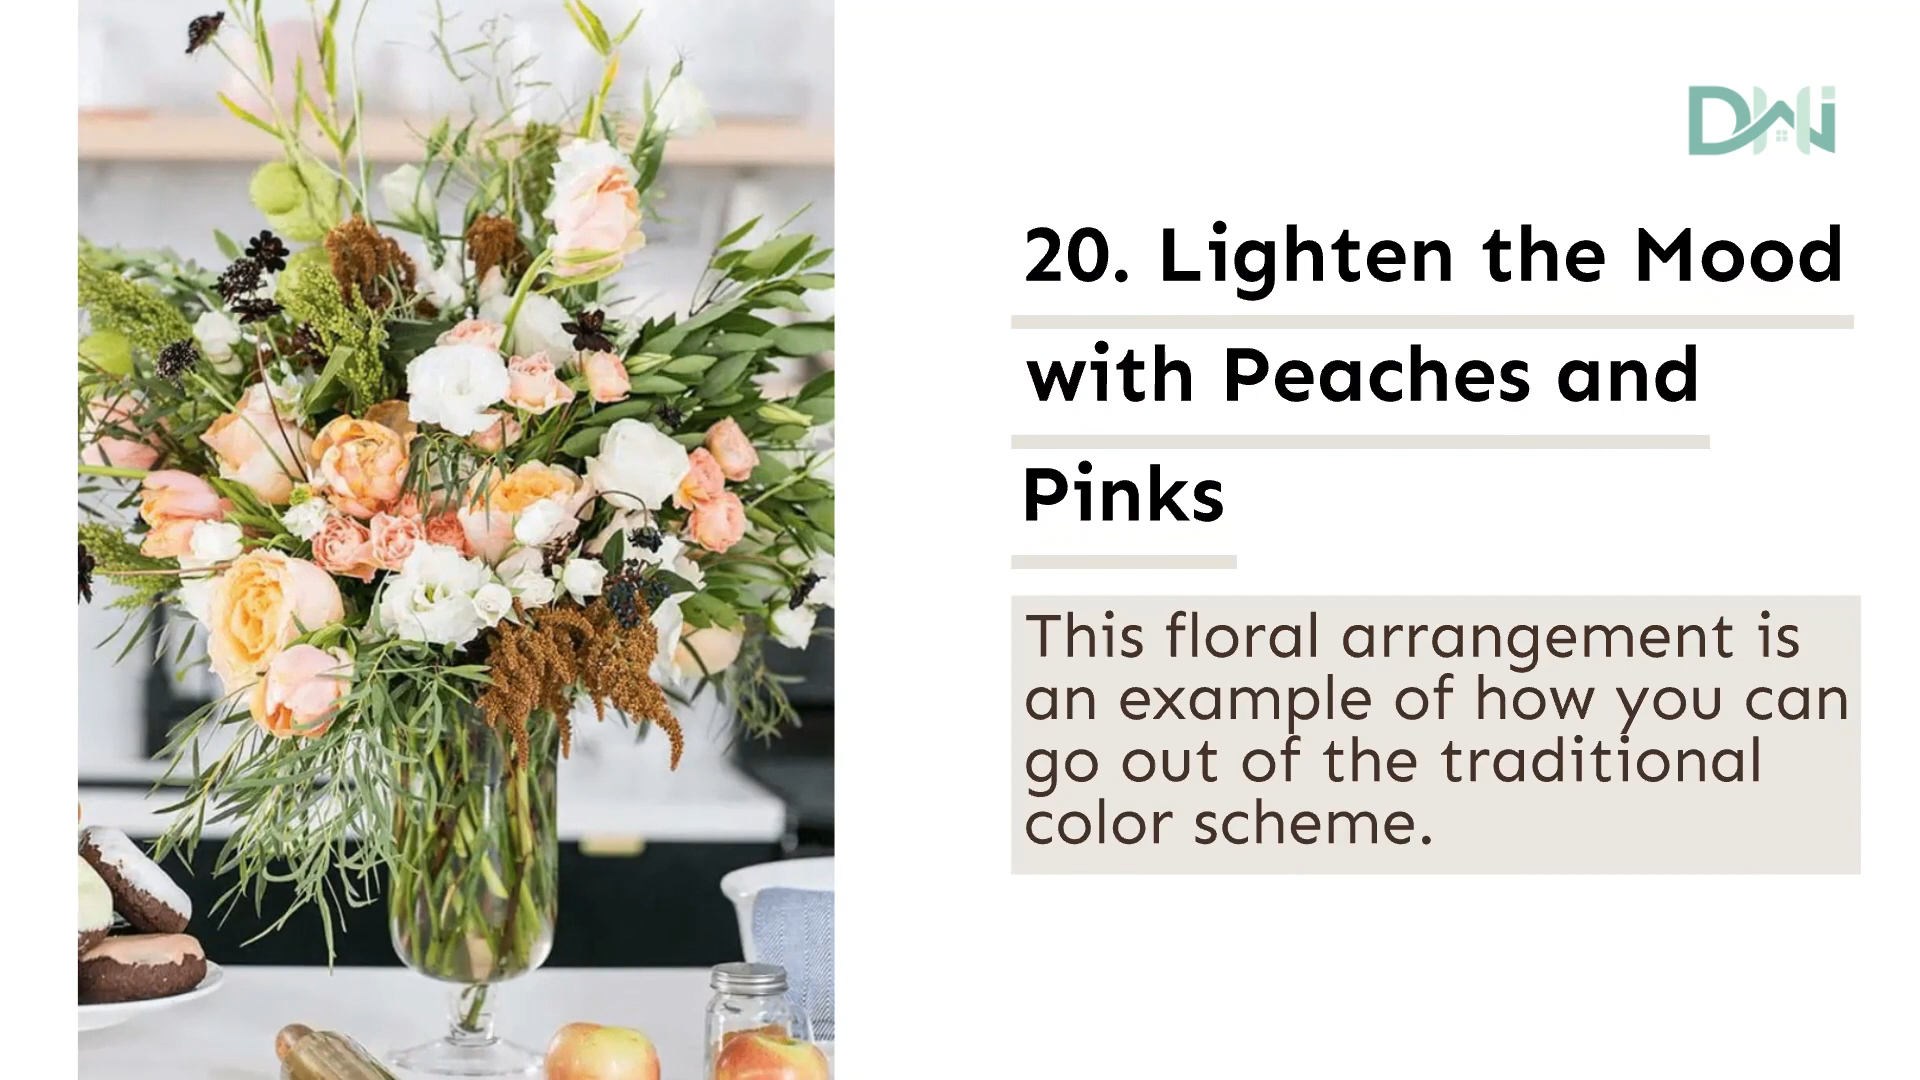 DWi
20. Lighten the Mood
with Peaches and
Pinks
This floral arrangement is
an example of how you can
go out of the traditional
color scheme.